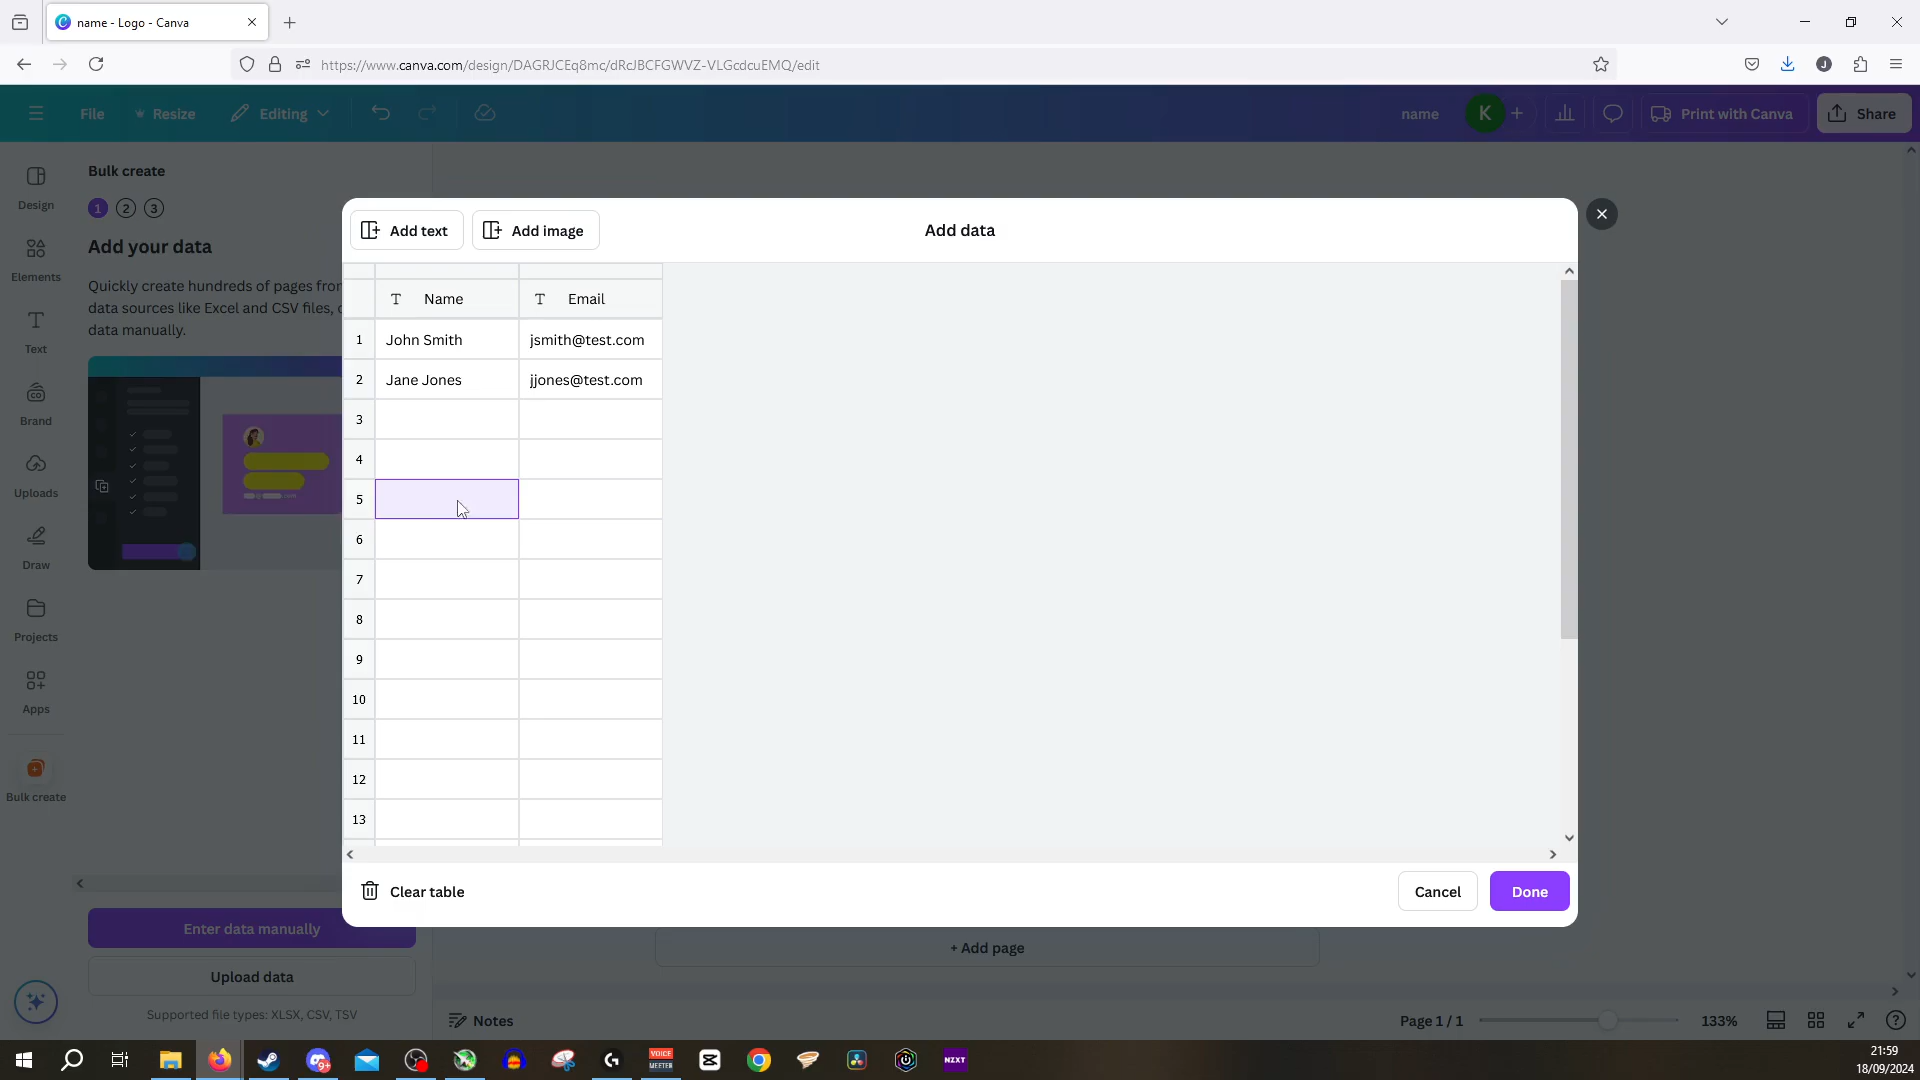 name - Logo - Canva
https://www.canva.com/design/DAGRJCEq8mc/dRcJBCFGWVZ-VLGcdcuEMQ/edit
File
Resize
Editing
name
K
Print with Canva
Share
Design
Elements
Text
Brand
Uploads
Draw
Projects
Apps
Bulk create
Bulk create
1 2 3
Add your data
Quickly create hundreds of pages fro
data sources like Excel and CSV files,
data manually.
Enter data manually
Upload data
Supported file types: XLSX, CSV, TSV
Add text
Add image
Add data
Name Email
1 John Smith jsmith@test.com
2 Jane Jones jjones@test.com
3
4
5
6
7
8
9
10
11
12
13
Clear table
Cancel
Done
+ Add page
Notes
Page 1 / 1
133%
VOICE
MEETER
NZXT
21:59
18/09/2024